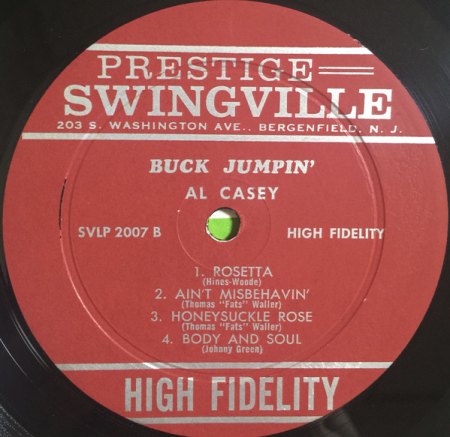 PRESTIGE
SWINGVILLE
203 S. WASHINGTON AVE., BERGENFIELD, N. J.
BUCK JUMPIN'
AL CASEY
SVLP 2007 B HIGH FIDELITY
1. ROSETTA
(Hines-Woode)
2. AIN'T MISBEHAVIN'
(Thomas "Fats" Waller)
3. HONEYSUCKLE ROSE
(Thomas "Fats" Waller)
4. BODY AND SOUL
(Johnny Green)
HIGH FIDELITY